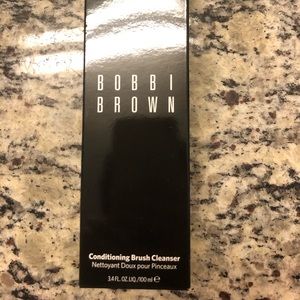 BOBBI
BROWN
Conditioning Brush Cleanser
Nettoyant Doux pour Pinceaux
3.4 FL. OZ. LIQ./100 ml ℮